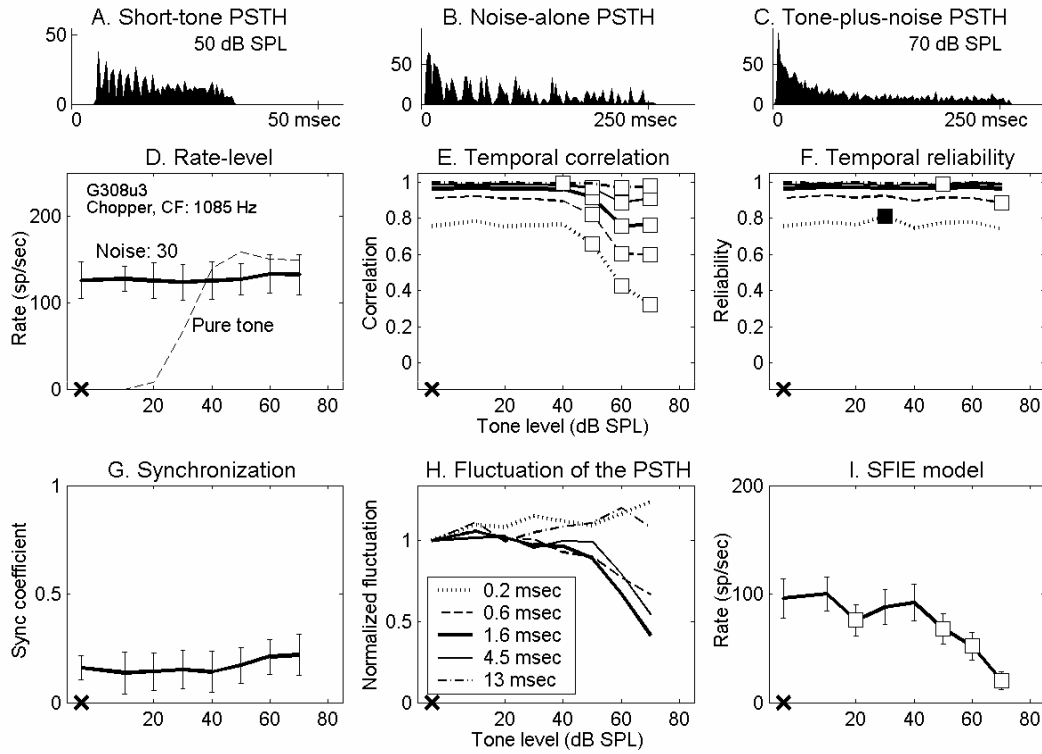 A. Short-tone PSTH
50 dB SPL
50
0
0
50 msec
B. Noise-alone PSTH
50
0
0
250 msec
C. Tone-plus-noise PSTH
70 dB SPL
50
0
0
250 msec
D. Rate-level
G308u3
Chopper, CF: 1085 Hz
Noise: 30
Pure tone
Rate (sp/sec)
200
100
0
20 40 60 80
E. Temporal correlation
Correlation
1
0.8
0.6
0.4
0.2
0
20 40 60 80
Tone level (dB SPL)
F. Temporal reliability
Reliability
1
0.8
0.6
0.4
0.2
0
20 40 60 80
G. Synchronization
Sync coefficient
1
0.5
0
20 40 60 80
H. Fluctuation of the PSTH
Normalized fluctuation
1
0.5
0
0.2 msec
0.6 msec
1.6 msec
4.5 msec
13 msec
20 40 60 80
Tone level (dB SPL)
I. SFIE model
Rate (sp/sec)
200
100
0
20 40 60 80